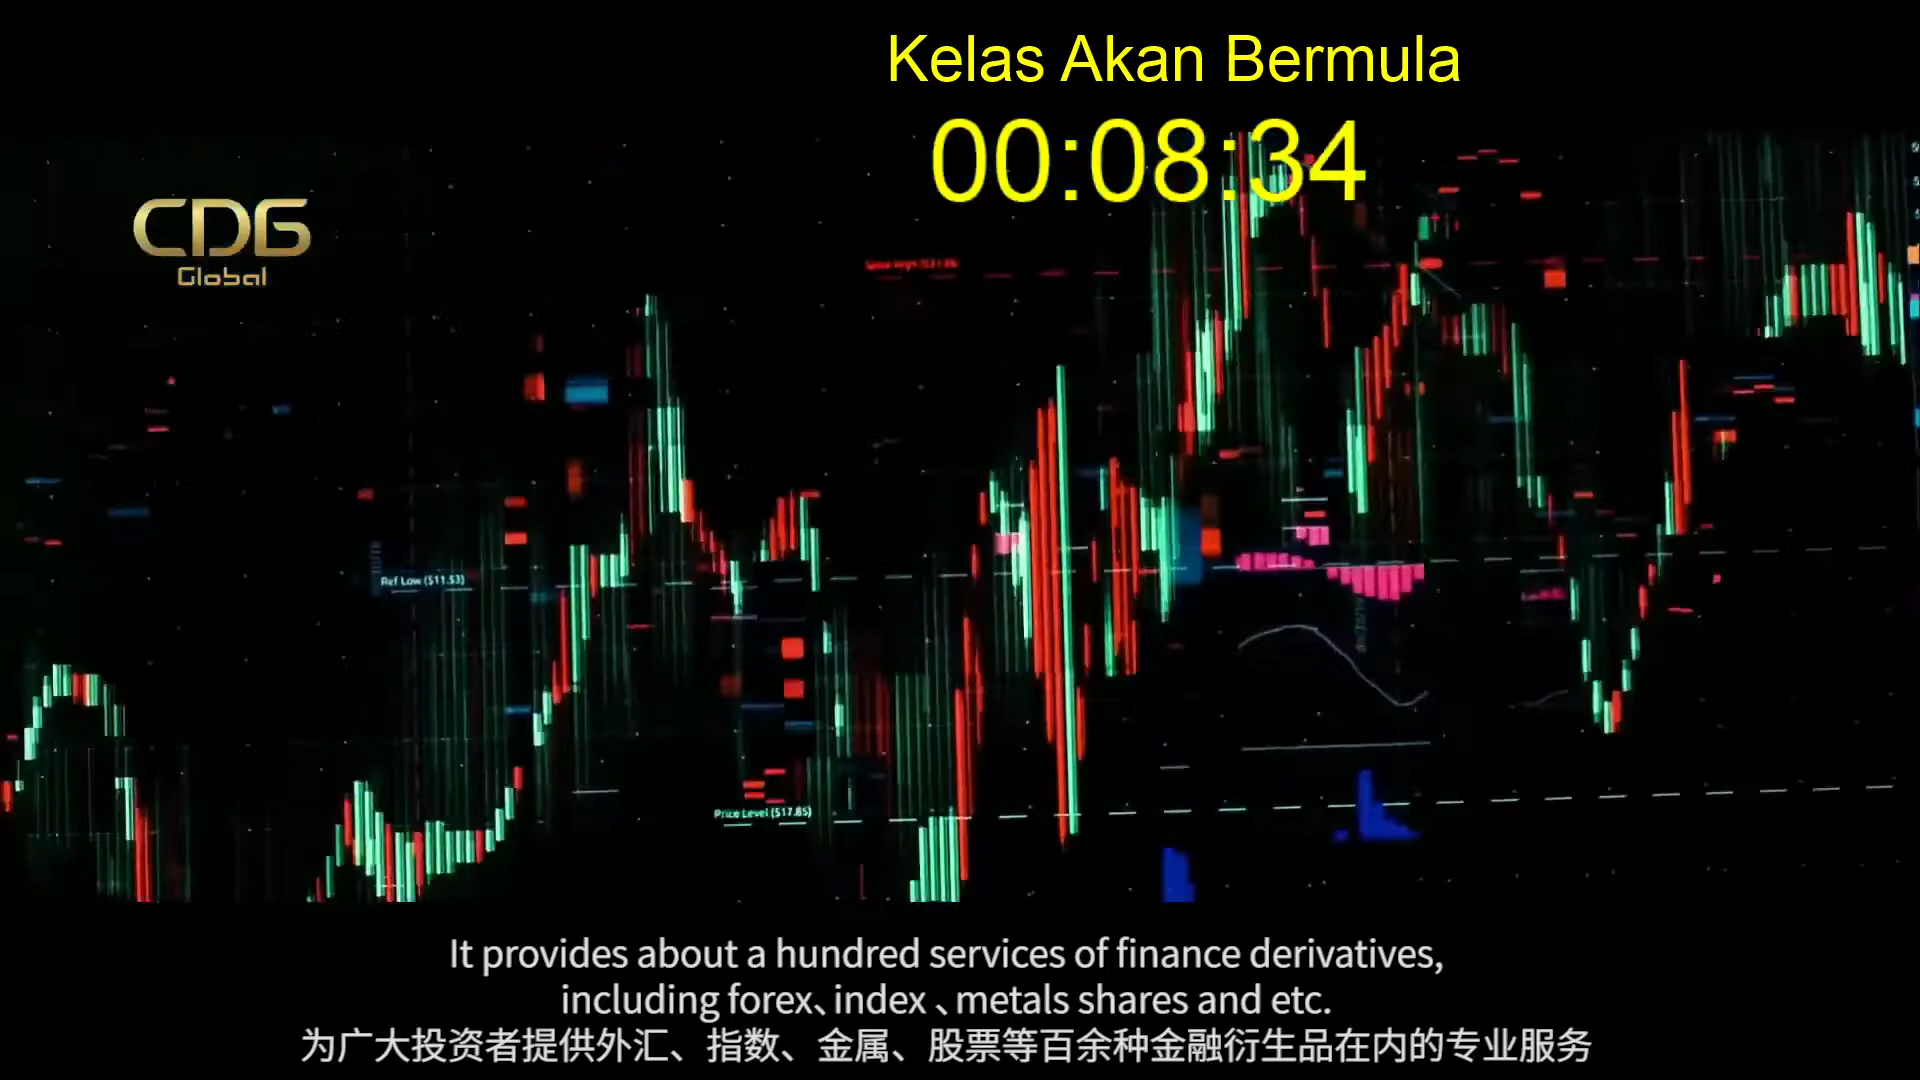 Kelas Akan Bermula
00:08:34
CDG
Global
Ref Low ($11.53)
Price Level ($17.85)
It provides about a hundred services of finance derivatives,
including forex、index 、metals shares and etc.
为广大投资者提供外汇、指数、金属、股票等百余种金融衍生品在内的专业服务